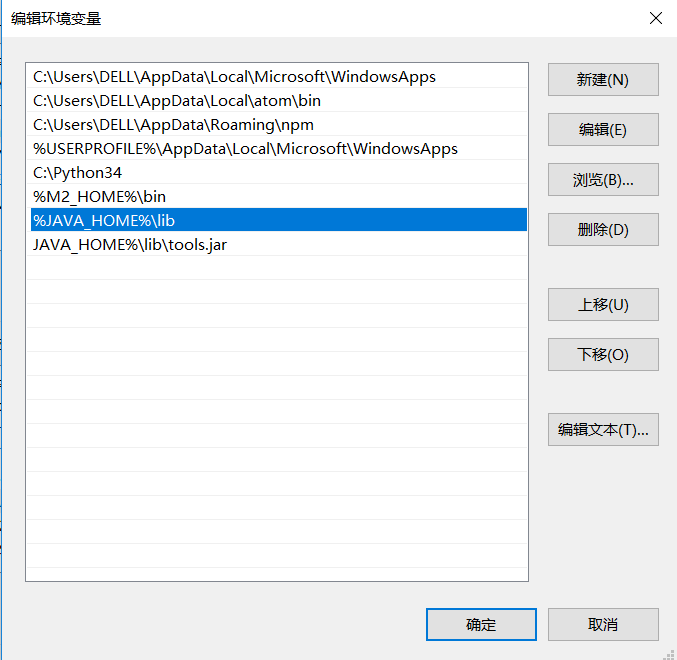 编辑环境变量
C:\Users\DELL\AppData\Local\Microsoft\WindowsApps
C:\Users\DELL\AppData\Local\atom\bin
C:\Users\DELL\AppData\Roaming\npm
%USERPROFILE%\AppData\Local\Microsoft\WindowsApps
C:\Python34
%M2_HOME%\bin
%JAVA_HOME%\lib
JAVA_HOME%\lib\tools.jar
新建(N)
编辑(E)
浏览(B)...
删除(D)
上移(U)
下移(O)
编辑文本(T)...
确定
取消